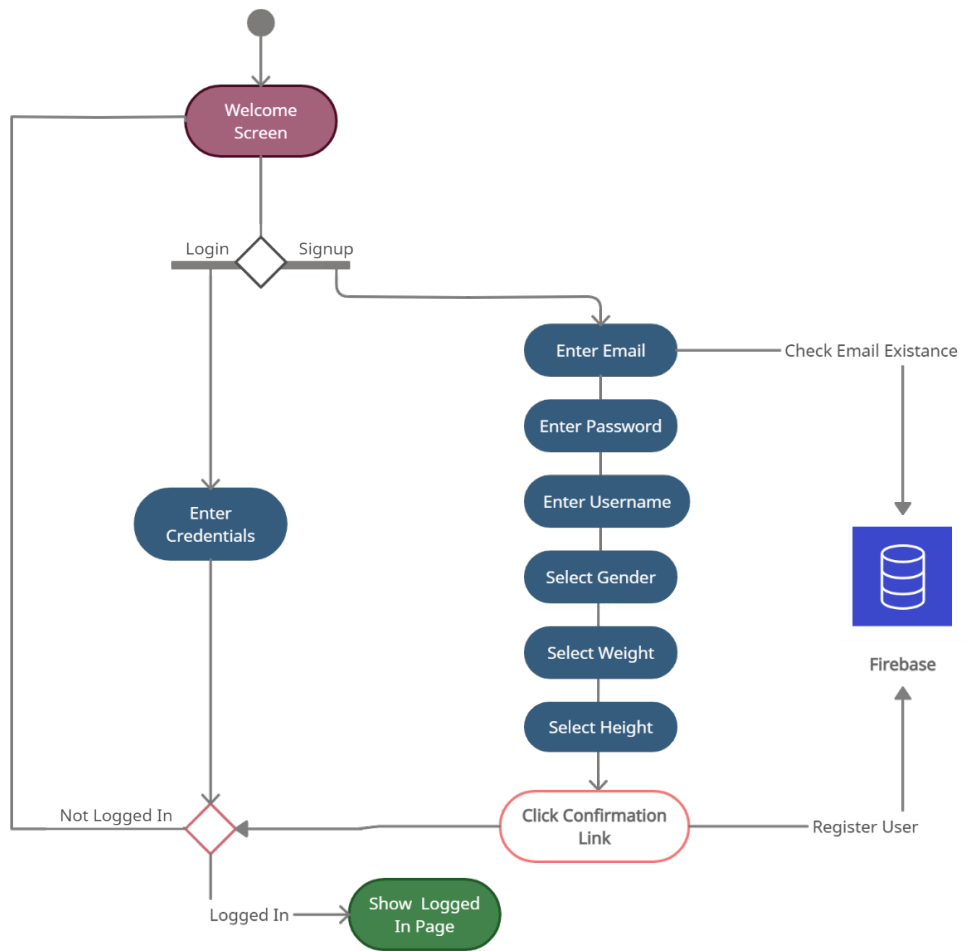 Welcome
Screen
Login
Signup
Enter Email
Check Email Existance
Enter Password
Enter Username
Enter
Credentials
Select Gender
Select Weight
Firebase
Select Height
Not Logged In
Click Confirmation
Link
Register User
Logged In
Show Logged
In Page